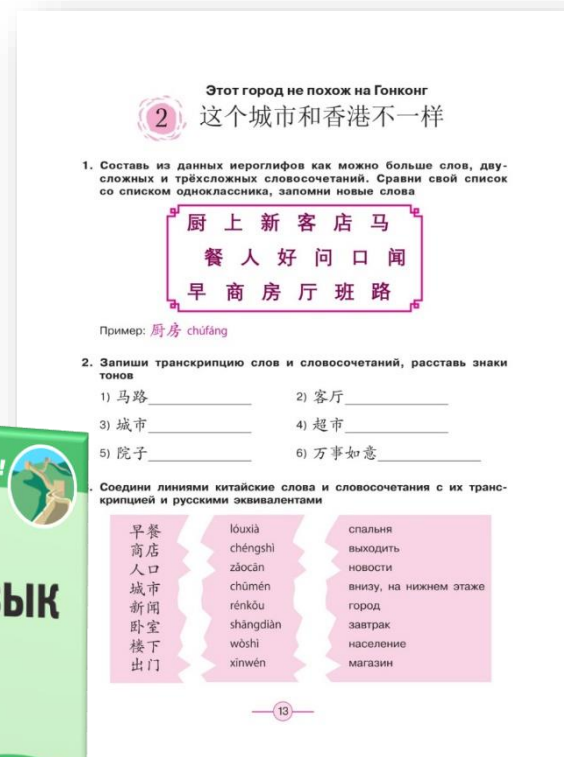 Этот город не похож на Гонконг
2 这个城市和香港不一样
1. Составь из данных иероглифов как можно больше слов, дву-
сложных и трёхсложных словосочетаний. Сравни свой список
со списком одноклассника, запомни новые слова
厨 上 新 客 店 马
餐 人 好 问 口 闻
早 商 房 厅 班 路
Пример: 厨房 chúfáng
2. Запиши транскрипцию слов и словосочетаний, расставь знаки
тонов
1) 马路 2) 客厅
3) 城市 4) 超市
5) 院子 6) 万事如意
Соедини линиями китайские слова и словосочетания с их транс-
крипцией и русскими эквивалентами
早餐 lóuxià спальня
商店 chéngshì выходить
人口 zǎocān новости
城市 chūmén внизу, на нижнем этаже
新闻 rénkǒu город
卧室 shāngdiàn завтрак
楼下 wòshì население
出门 xīnwén магазин
13